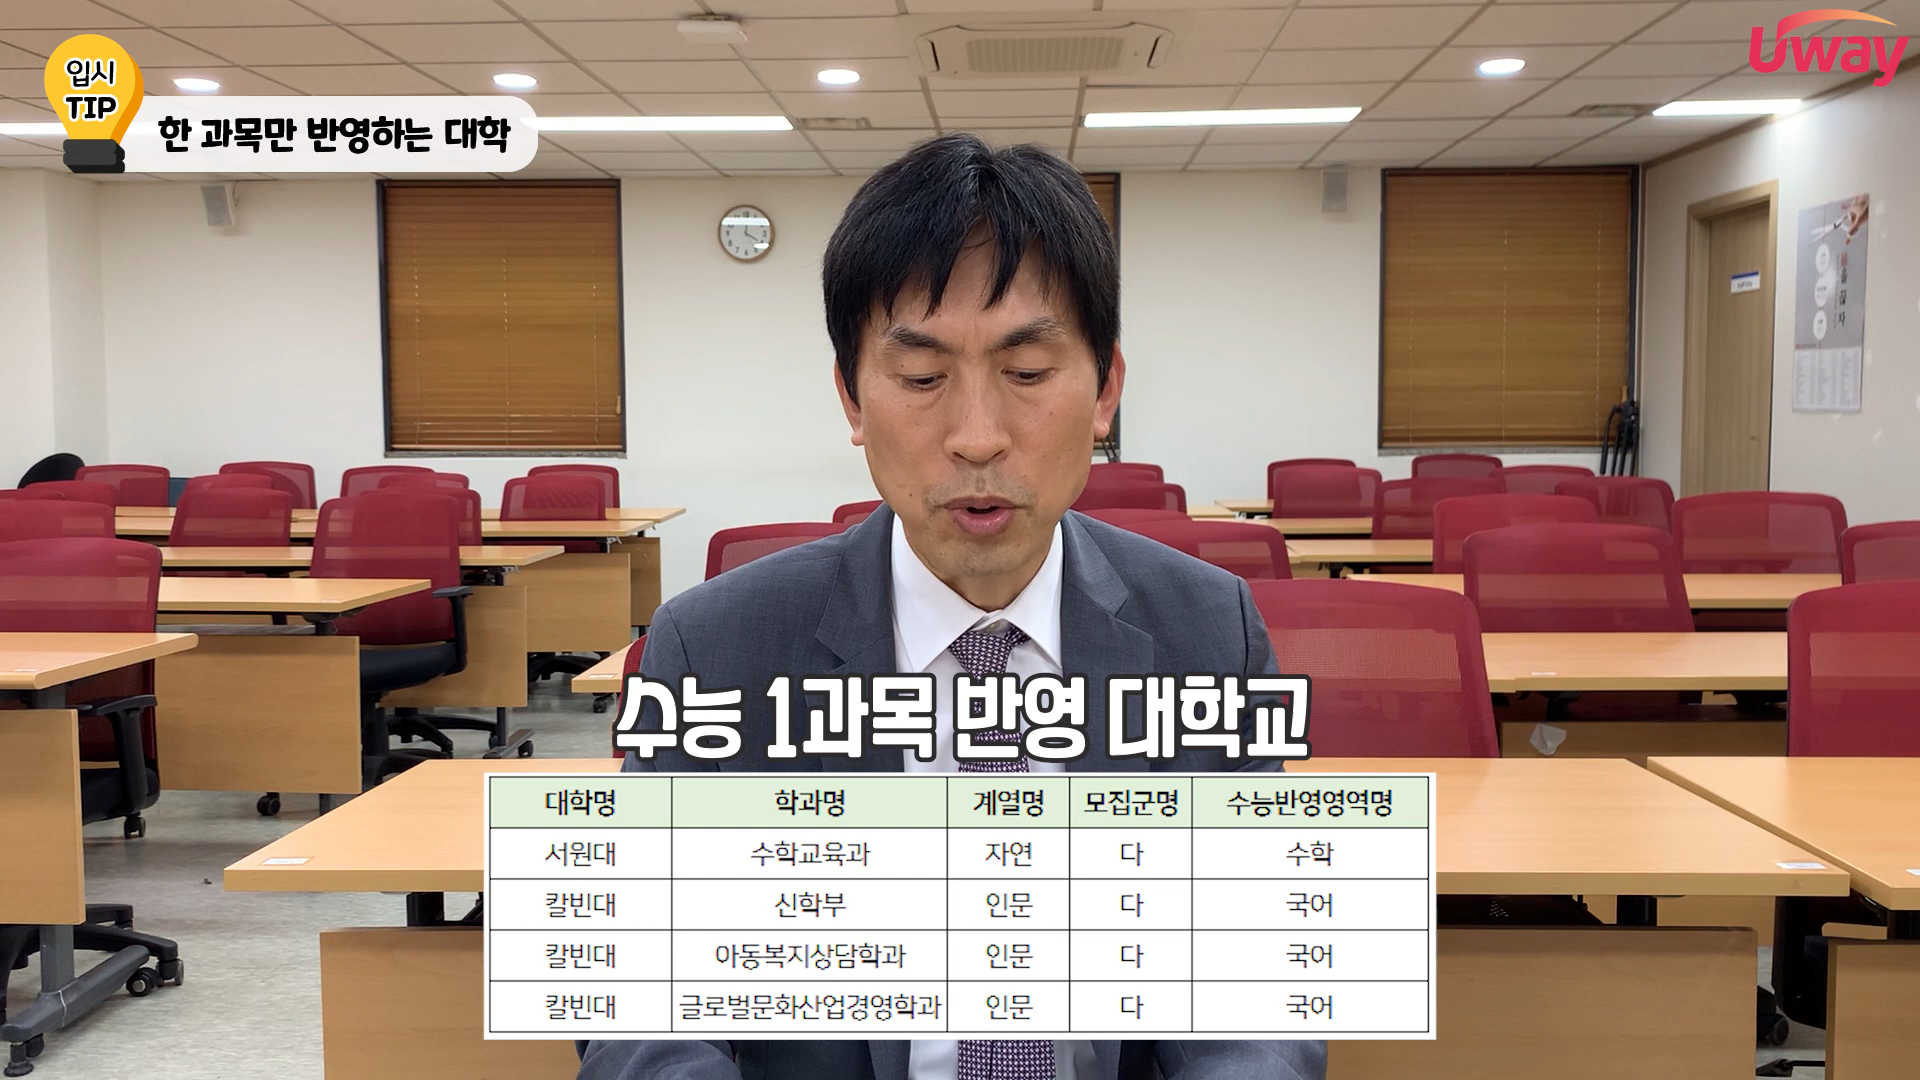 입시
TIP
한 과목만 반영하는 대학
Uway
수능 1과목 반영 대학교
대학명 학과명 계열명 모집군명 수능반영영역명
서원대 수학교육과 자연 다 수학
칼빈대 신학부 인문 다 국어
칼빈대 아동복지상담학과 인문 다 국어
칼빈대 글로벌문화산업경영학과 인문 다 국어